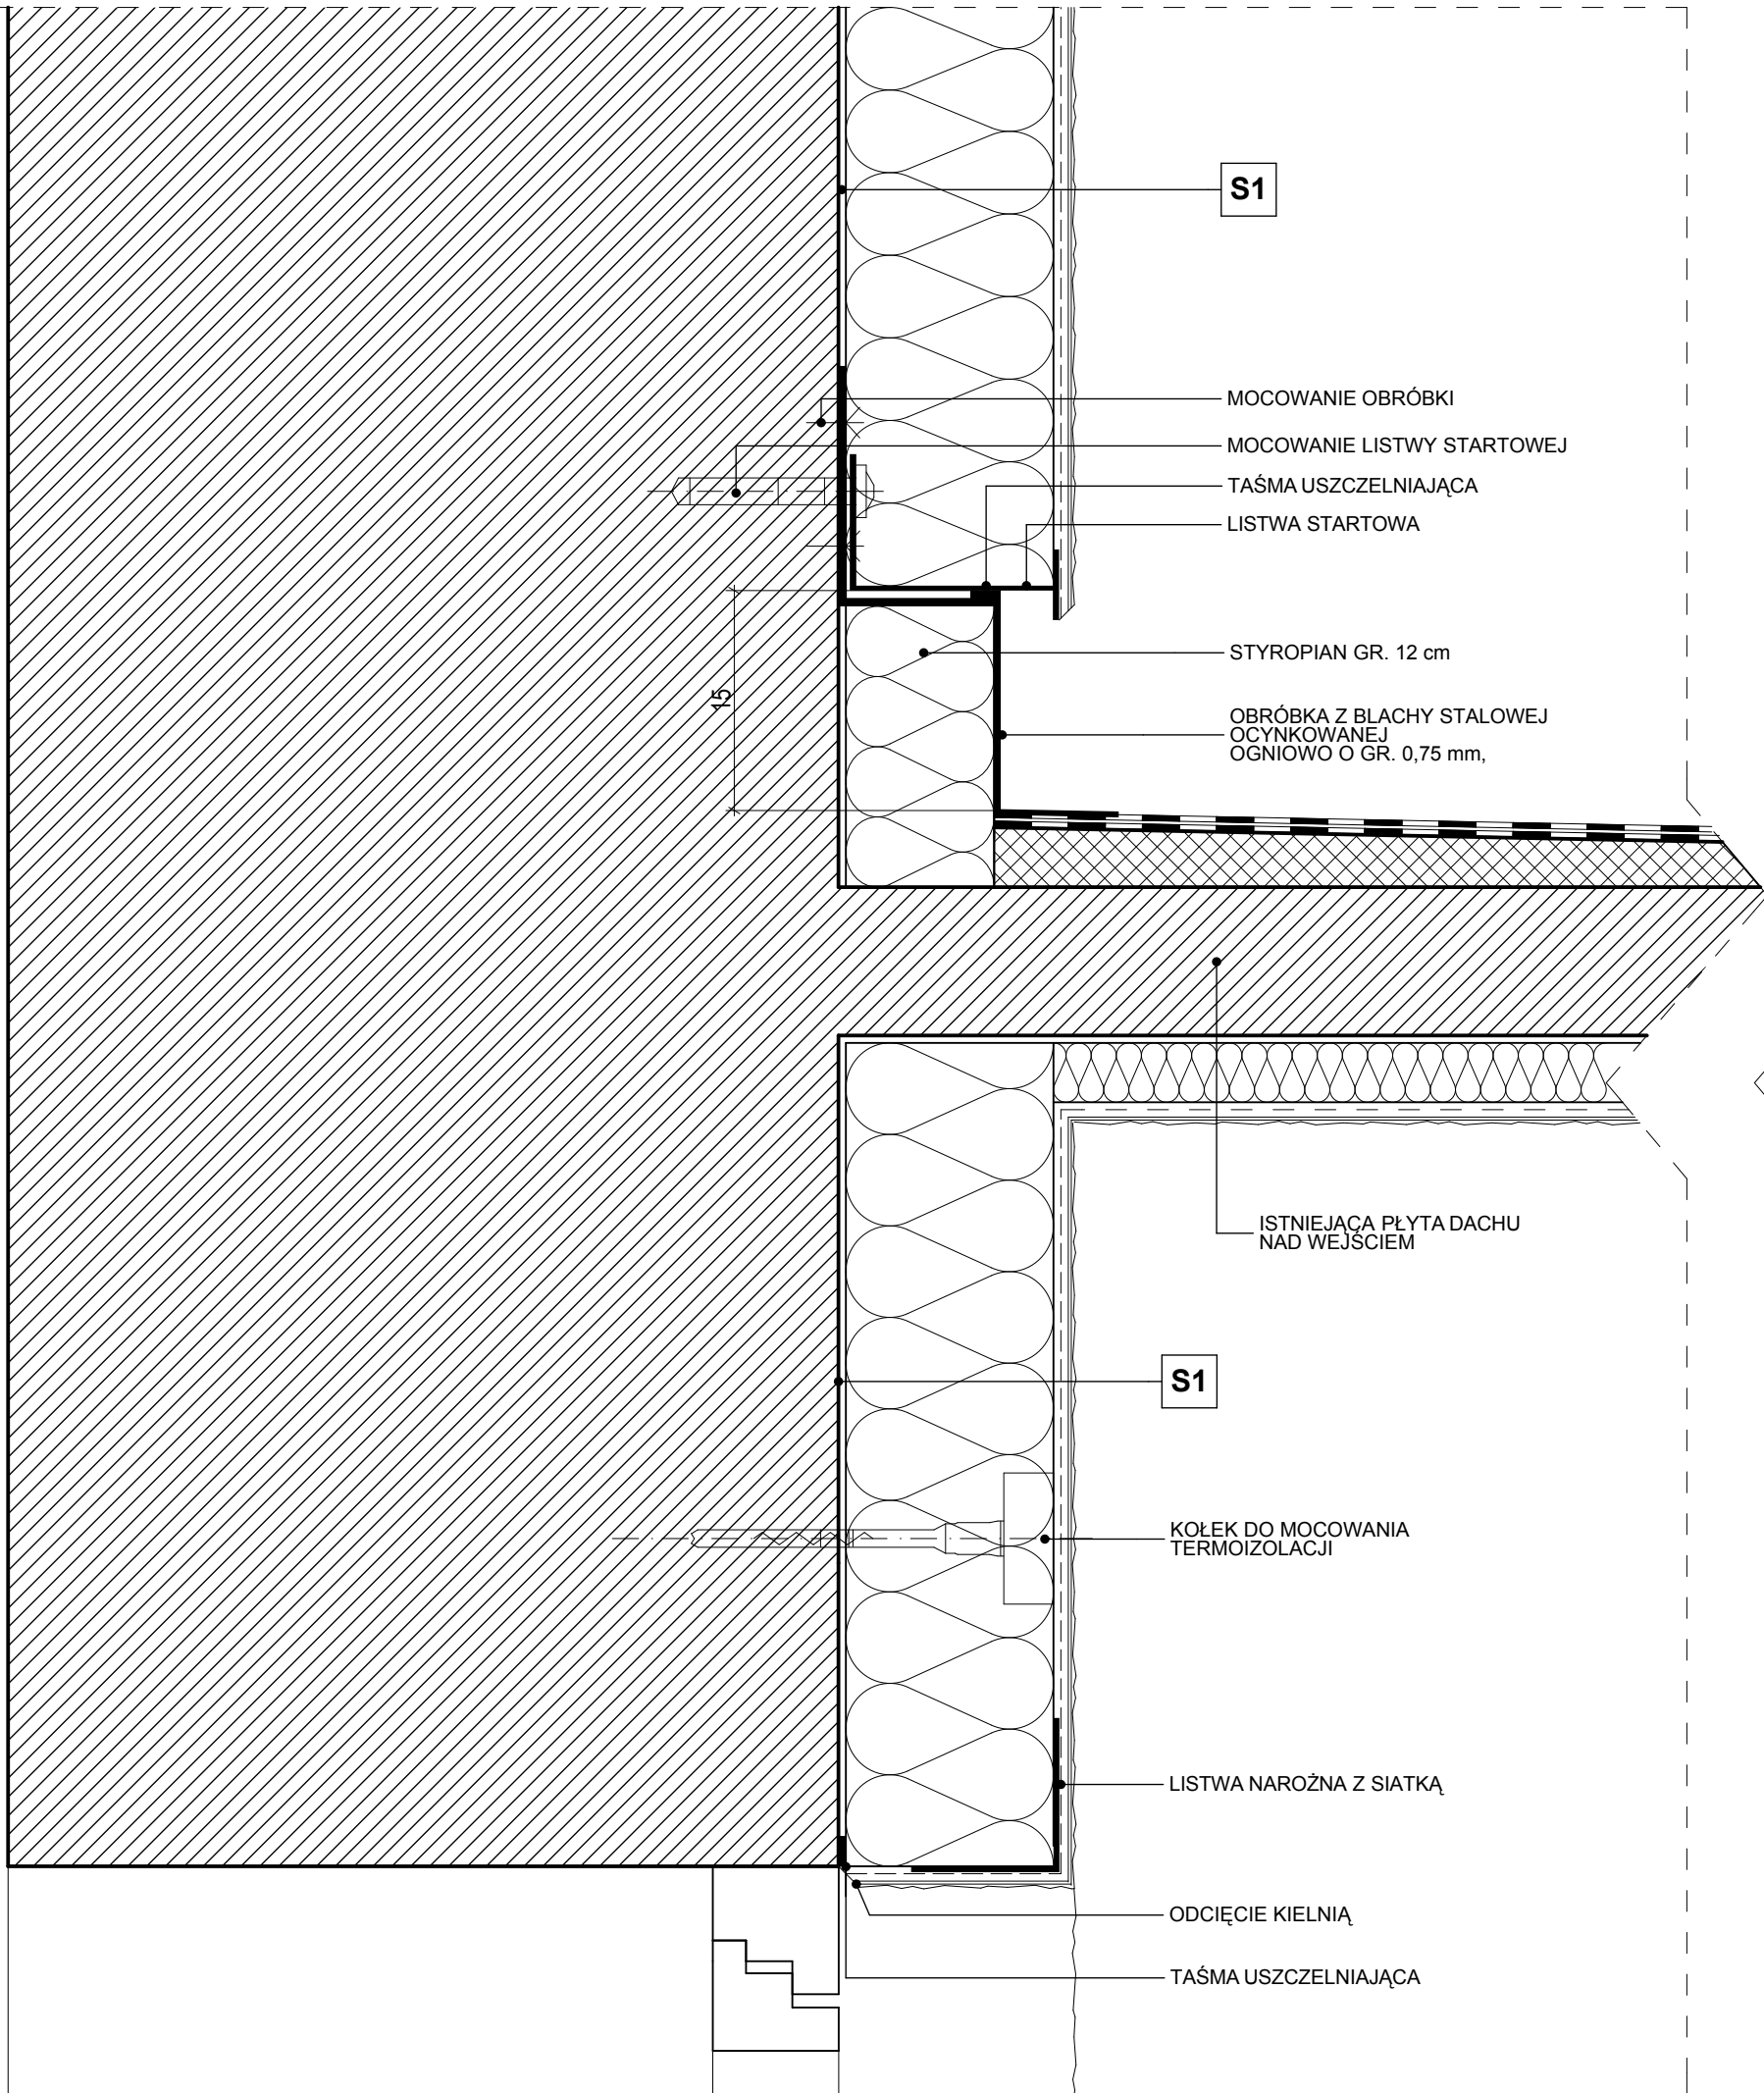 S1
MOCOWANIE OBRÓBKI
MOCOWANIE LISTWY STARTOWEJ
TAŚMA USZCZELNIAJĄCA
LISTWA STARTOWA
STYROPIAN GR. 12 cm
15
OBRÓBKA Z BLACHY STALOWEJ
OCYNKOWANEJ
OGNIOWO O GR. 0,75 mm,
ISTNIEJĄCA PŁYTA DACHU
NAD WEJŚCIEM
S1
KOŁEK DO MOCOWANIA
TERMOIZOLACJI
LISTWA NAROŻNA Z SIATKĄ
ODCIĘCIE KIELNIĄ
TAŚMA USZCZELNIAJĄCA